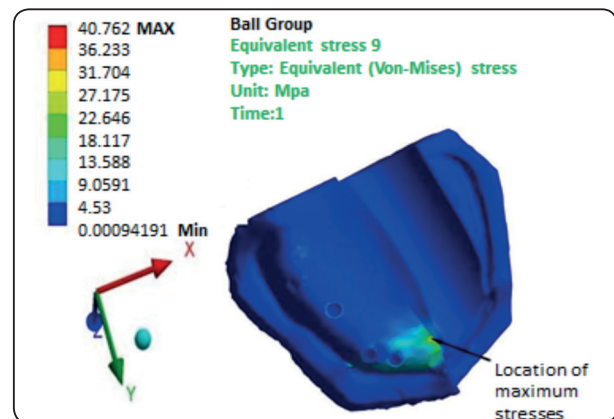 40.762 MAX
36.233
31.704
27.175
22.646
18.117
13.588
9.0591
4.53
0.00094191 Min
Ball Group
Equivalent stress 9
Type: Equivalent (Von-Mises) stress
Unit: Mpa
Time:1
X
Z
Y
Location of
maximum
stresses